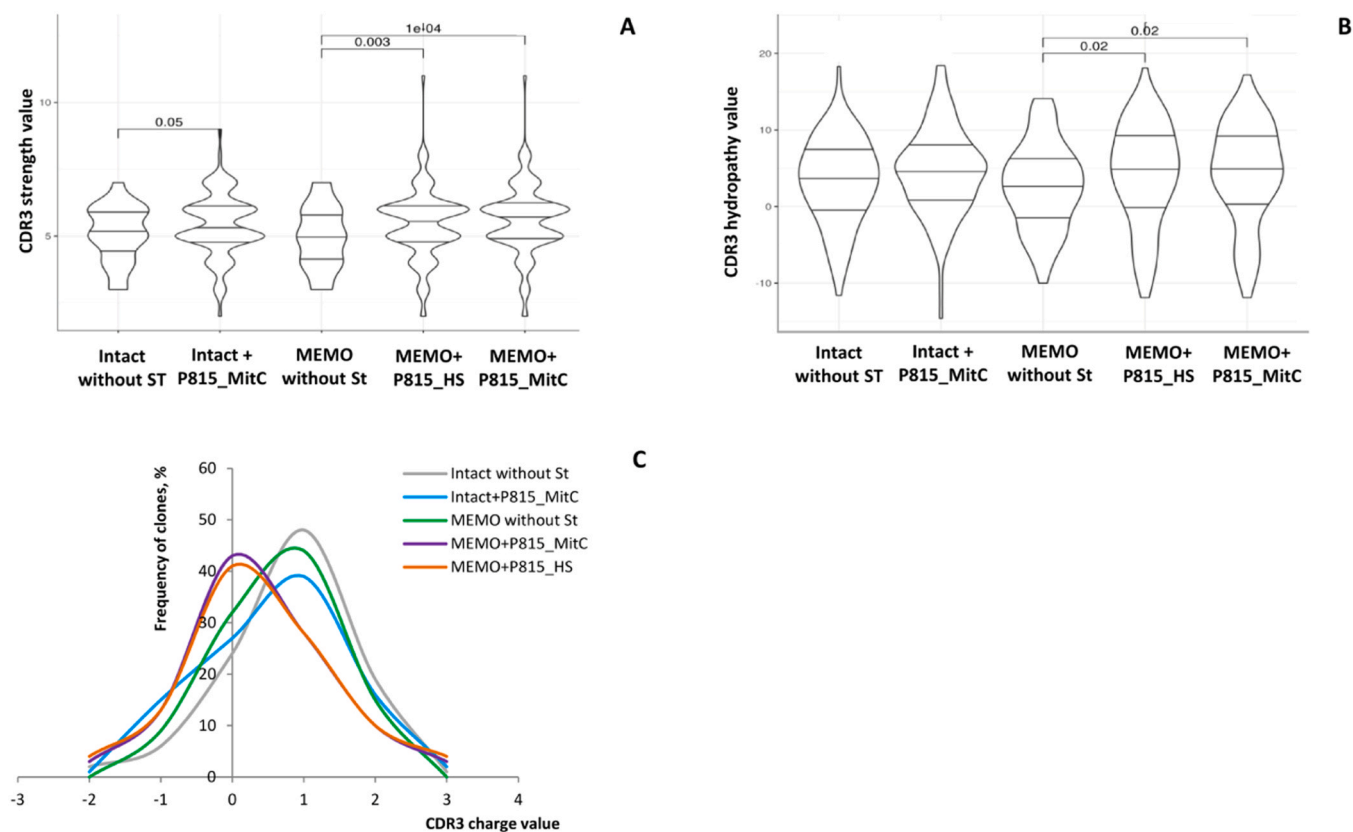 A
1e-04
0.003
0.05
10
5
CDR3 strength value
Intact
without ST
Intact +
P815_MitC
MEMO
without St
MEMO+
P815_HS
MEMO+
P815_MitC
B
0.02
0.02
20
10
0
-10
CDR3 hydropathy value
Intact
without ST
Intact +
P815_MitC
MEMO
without St
MEMO+
P815_HS
MEMO+
P815_MitC
C
Intact without St
Intact+P815_MitC
MEMO without St
MEMO+P815_MitC
MEMO+P815_HS
Frequency of clones, %
60
50
40
30
20
10
0
-3 -2 -1 0 1 2 3 4
CDR3 charge value